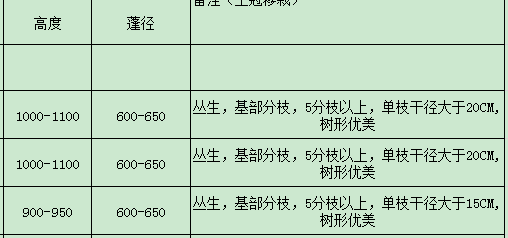 备注（土冠移栽）
高度
蓬径
1000-1100
600-650
丛生，基部分枝，5分枝以上，单枝干径大于20CM，
树形优美
1000-1100
600-650
丛生，基部分枝，5分枝以上，单枝干径大于20CM，
树形优美
900-950
600-650
丛生，基部分枝，5分枝以上，单枝干径大于15CM，
树形优美